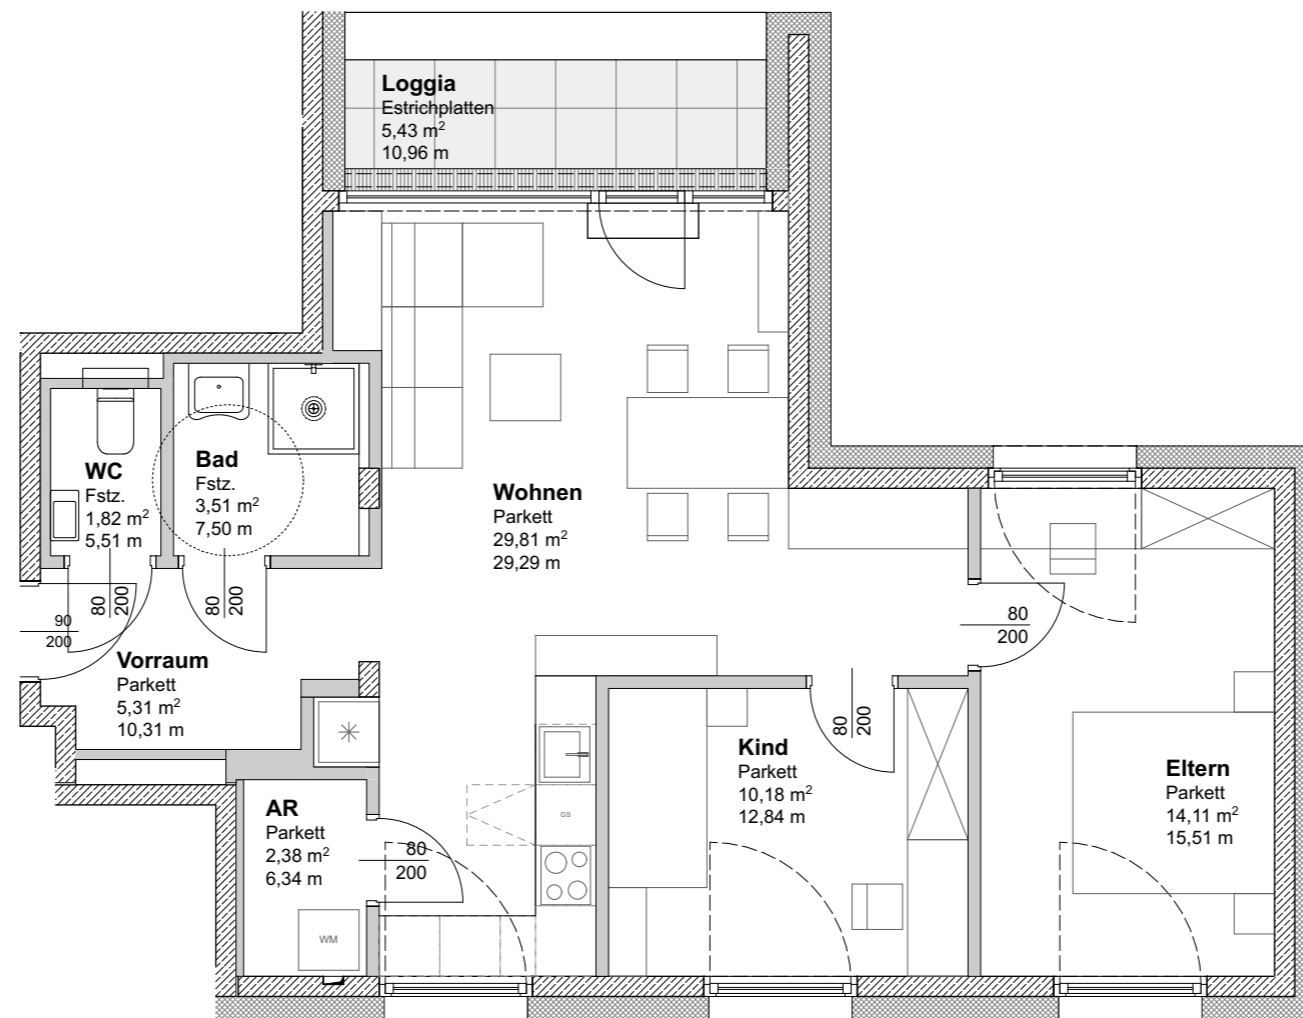 Loggia
Estrichplatten
5,43 m²
10,96 m
WC
Fstz.
1,82 m²
5,51 m
Bad
Fstz.
3,51 m²
7,50 m
Wohnen
Parkett
29,81 m²
29,29 m
80
200
80
200
90
200
80
200
Vorraum
Parkett
5,31 m²
10,31 m
80
200
Kind
Parkett
10,18 m²
12,84 m
Eltern
Parkett
14,11 m²
15,51 m
AR
Parkett
2,38 m²
6,34 m
GS
80
200
WM